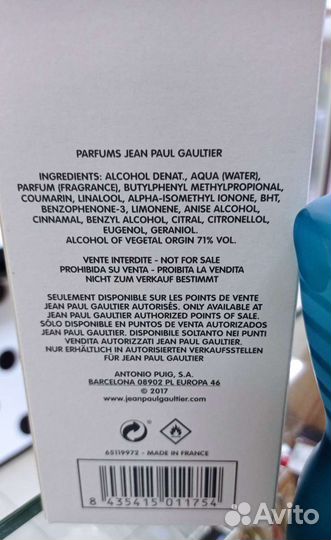 PARFUMS JEAN PAUL GAULTIER
INGREDIENTS: ALCOHOL DENAT., AQUA (WATER),
PARFUM (FRAGRANCE), BUTYLPHENYL METHYLPROPIONAL,
COUMARIN, LINALOOL, ALPHA-ISOMETHYL IONONE, BHT,
BENZOPHENONE-3, LIMONENE, ANISE ALCOHOL,
CINNAMAL, BENZYL ALCOHOL, CITRAL, CITRONELLOL,
EUGENOL, GERANIOL.
ALCOHOL OF VEGETAL ORGIN 71% VOL.
VENTE INTERDITE - NOT FOR SALE
PROHIBIDA SU VENTA - PROIBITA LA VENDITA
NICHT ZUM VERKAUF BESTIMMT
SEULEMENT DISPONIBLE SUR LES POINTS DE VENTE
JEAN PAUL GAULTIER AUTORISÉS. ONLY AVAILABLE AT
JEAN PAUL GAULTIER AUTHORIZED POINTS OF SALE.
SÓLO DISPONIBLE EN PUNTOS DE VENTA AUTORIZADOS
JEAN PAUL GAULTIER. DISPONIBILE SOLTANTO NEI PUNTI
VENDITA AUTORIZZATI JEAN PAUL GAULTIER.
NUR ERHÄLTLICH IN AUTORISIERTEN VERKAUFSSTELLEN
FÜR JEAN PAUL GAULTIER.
ANTONIO PUIG, S.A.
BARCELONA 08902 PL EUROPA 46
© 2017
www.jeanpaulgaultier.com
65119972 - MADE IN FRANCE
8 435415 011754
Avito